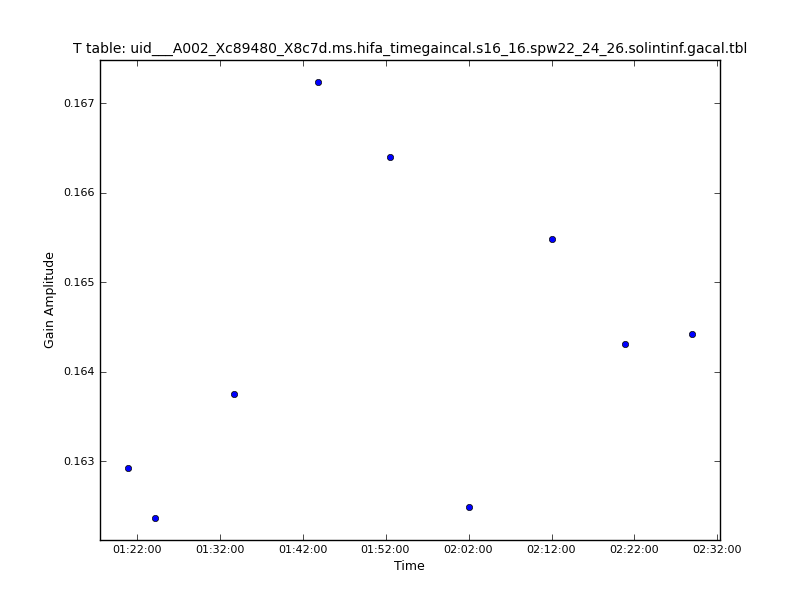 T table: uid___A002_Xc89480_X8c7d.ms.hifa_timegaincal.s16_16.spw22_24_26.solintinf.gacal.tbl
0.167
0.166
0.165
0.164
0.163
Gain Amplitude
01:22:00 01:32:00 01:42:00 01:52:00 02:02:00 02:12:00 02:22:00 02:32:00
Time